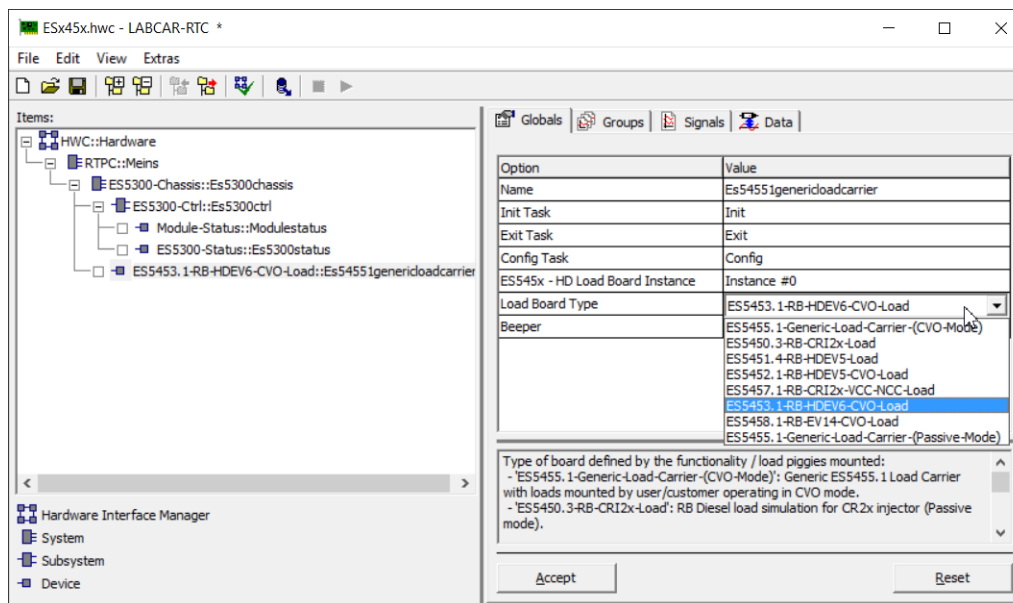 ESx45x.hwc - LABCAR-RTC *
File Edit View Extras
Items:
HWC::Hardware
RTPC::Meins
ES5300-Chassis::Es5300chassis
ES5300-Ctrl::Es5300ctrl
Module-Status::Modulestatus
ES5300-Status::Es5300status
ES5453.1-RB-HDEV6-CVO-Load::Es54551genericloadcarrier
Hardware Interface Manager
System
Subsystem
Device
Globals Groups Signals Data
Option Value
Name Es54551genericloadcarrier
Init Task Init
Exit Task Exit
Config Task Config
ES545x - HD Load Board Instance Instance #0
Load Board Type ES5453.1-RB-HDEV6-CVO-Load
Beeper
ES5455.1-Generic-Load-Carrier-(CVO-Mode)
ES5450.3-RB-CRI2x-Load
ES5451.4-RB-HDEV5-Load
ES5452.1-RB-HDEV5-CVO-Load
ES5457.1-RB-CRI2x-VCC-NCC-Load
ES5453.1-RB-HDEV6-CVO-Load
ES5458.1-RB-EV14-CVO-Load
ES5455.1-Generic-Load-Carrier-(Passive-Mode)
Type of board defined by the functionality / load piggies mounted:
- 'ES5455.1-Generic-Load-Carrier-(CVO-Mode)': Generic ES5455.1 Load Carrier
with loads mounted by user/customer operating in CVO mode.
- 'ES5450.3-RB-CRI2x-Load': RB Diesel load simulation for CR2x injector (Passive
mode).
Accept Reset